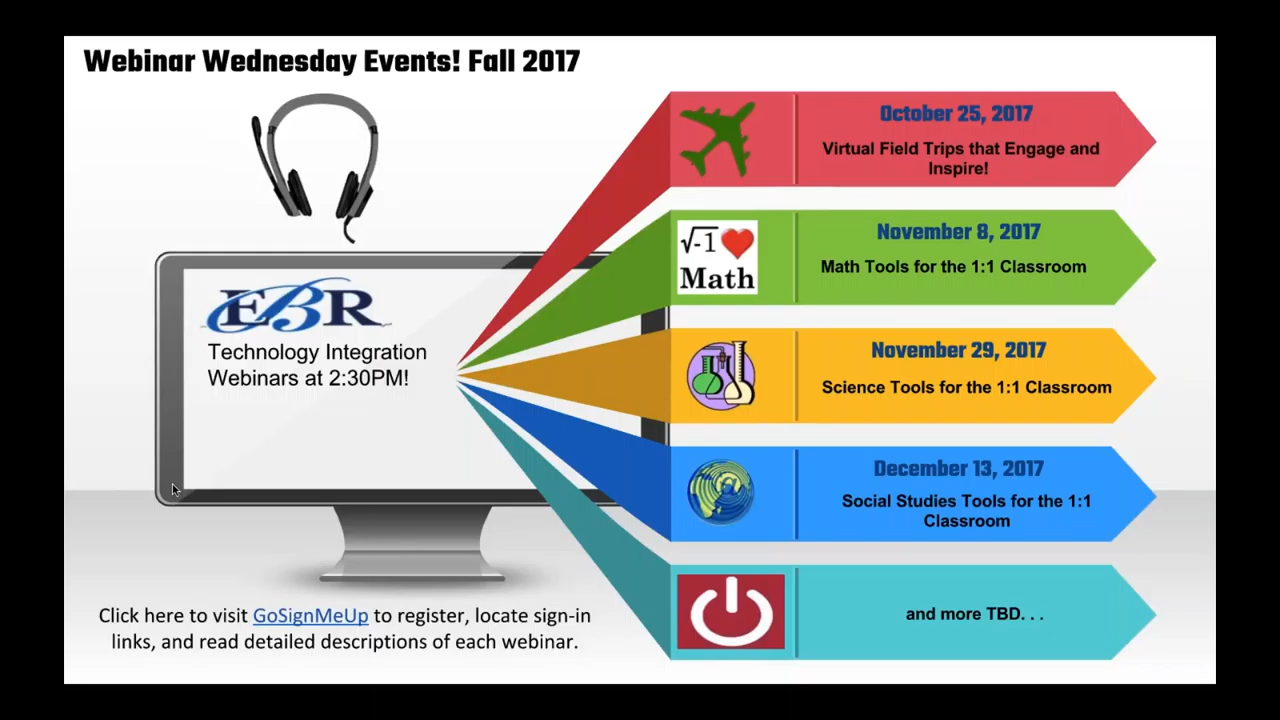 Webinar Wednesday Events! Fall 2017
EBR
Technology Integration
Webinars at 2:30PM!
Click here to visit GoSignMeUp to register, locate sign-in
links, and read detailed descriptions of each webinar.
October 25, 2017
Virtual Field Trips that Engage and
Inspire!
√-1
Math
November 8, 2017
Math Tools for the 1:1 Classroom
November 29, 2017
Science Tools for the 1:1 Classroom
December 13, 2017
Social Studies Tools for the 1:1
Classroom
and more TBD. . .